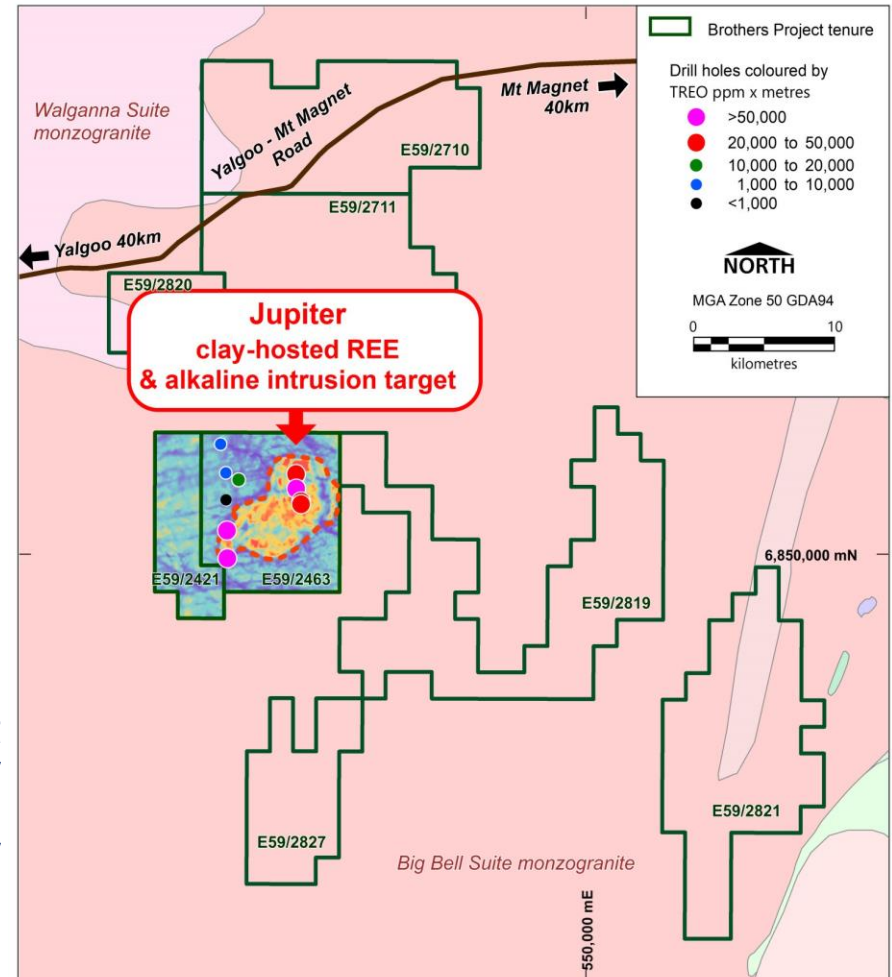 Brothers Project tenure
Drill holes coloured by
TREO ppm x metres
>50,000
20,000 to 50,000
10,000 to 20,000
1,000 to 10,000
<1,000
NORTH
MGA Zone 50 GDA94
0 10
kilometres
Walganna Suite
monzogranite
Yalgoo - Mt Magnet
Road
Mt Magnet
40km
E59/2710
E59/2711
Yalgoo 40km
E59/2820
Jupiter
clay-hosted REE
& alkaline intrusion target
6,850,000 mN
E59/2421
E59/2463
E59/2819
E59/2821
E59/2827
Big Bell Suite monzogranite
550,000 mE